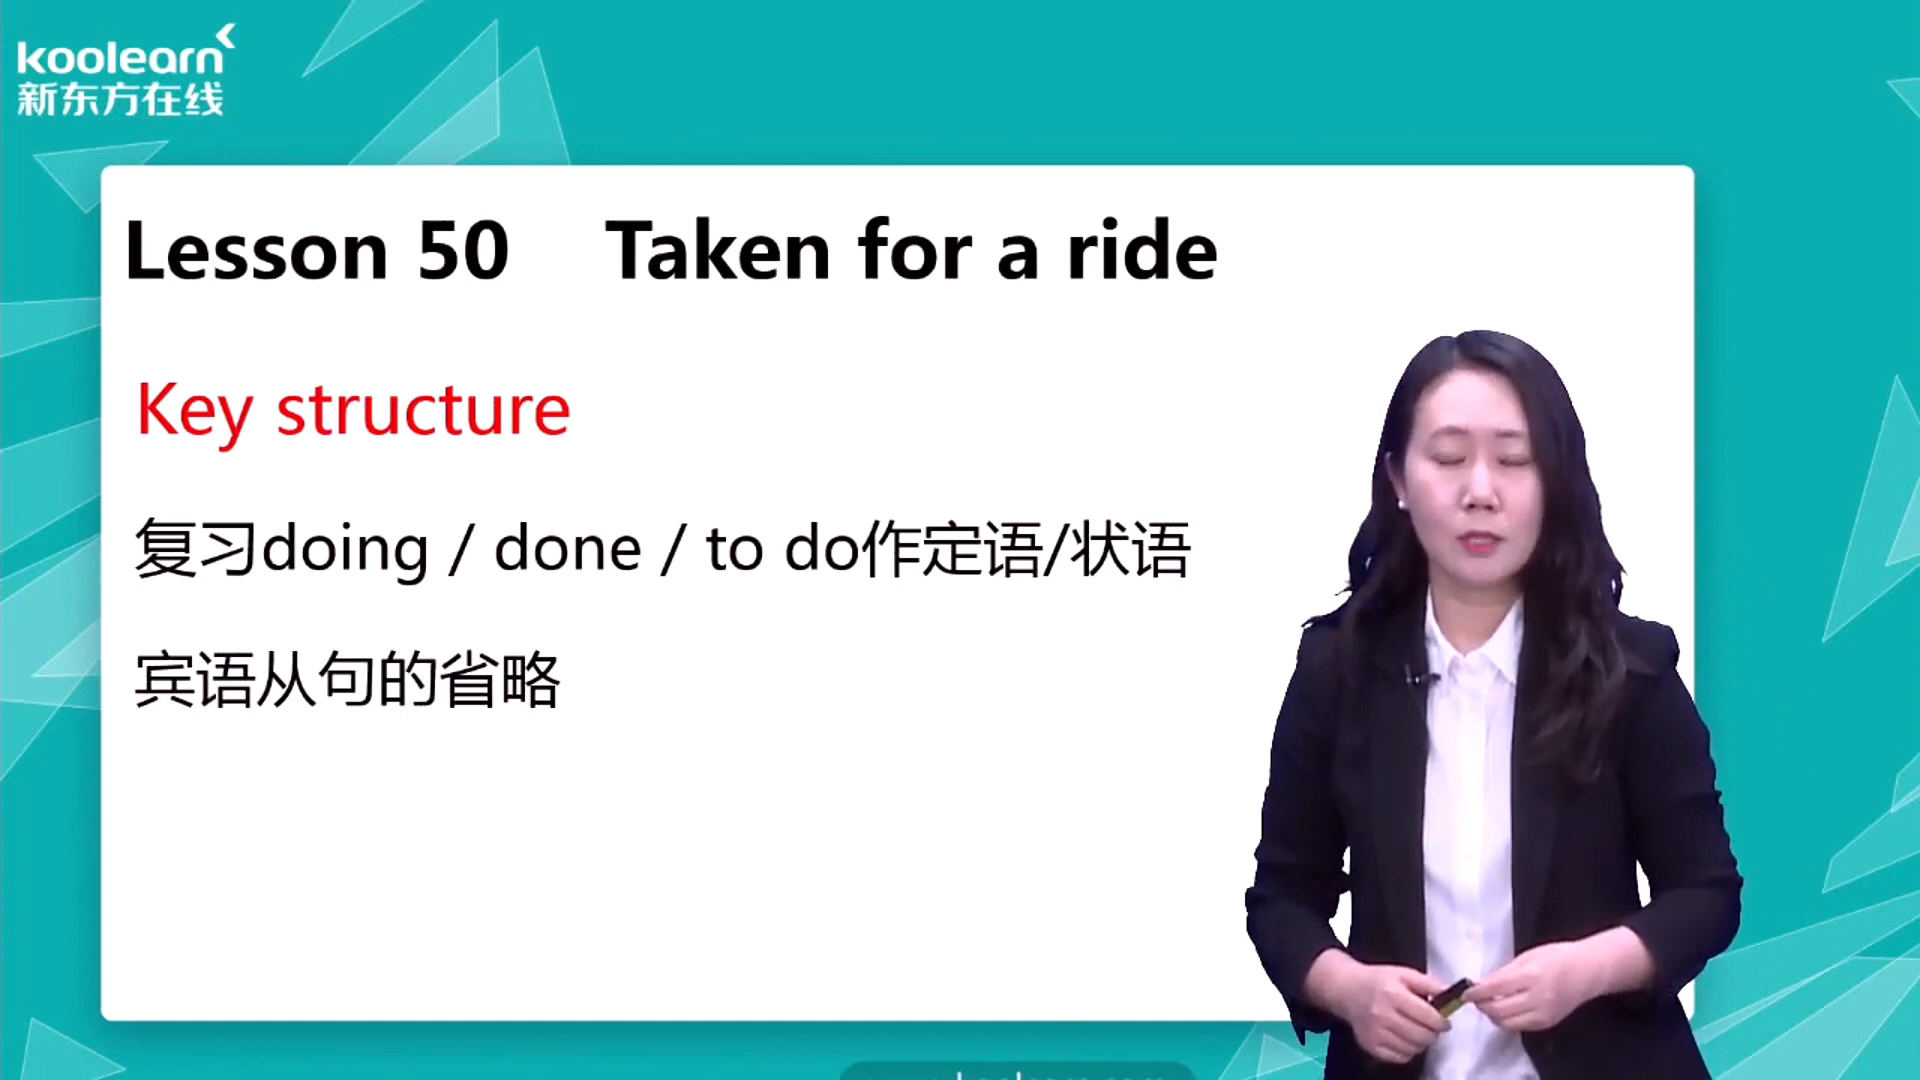 koolearn
新东方在线
Lesson 50 Taken for a ride
Key structure
复习doing / done / to do作定语/状语
宾语从句的省略